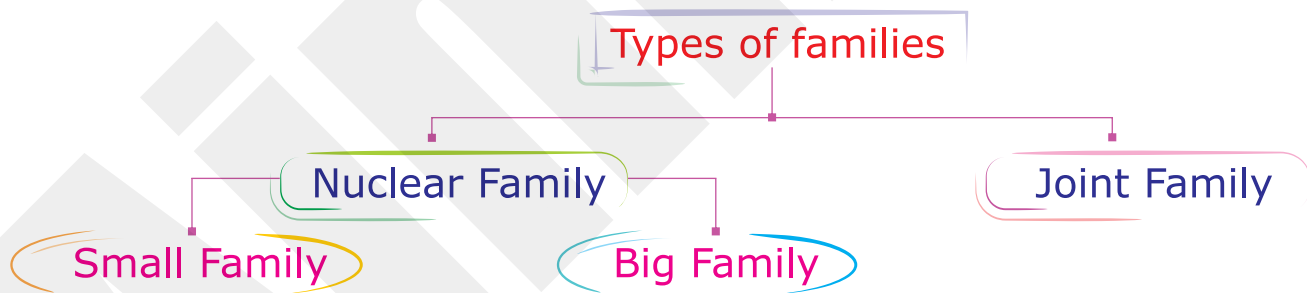 Types of families
Nuclear Family
Joint Family
Small Family
Big Family